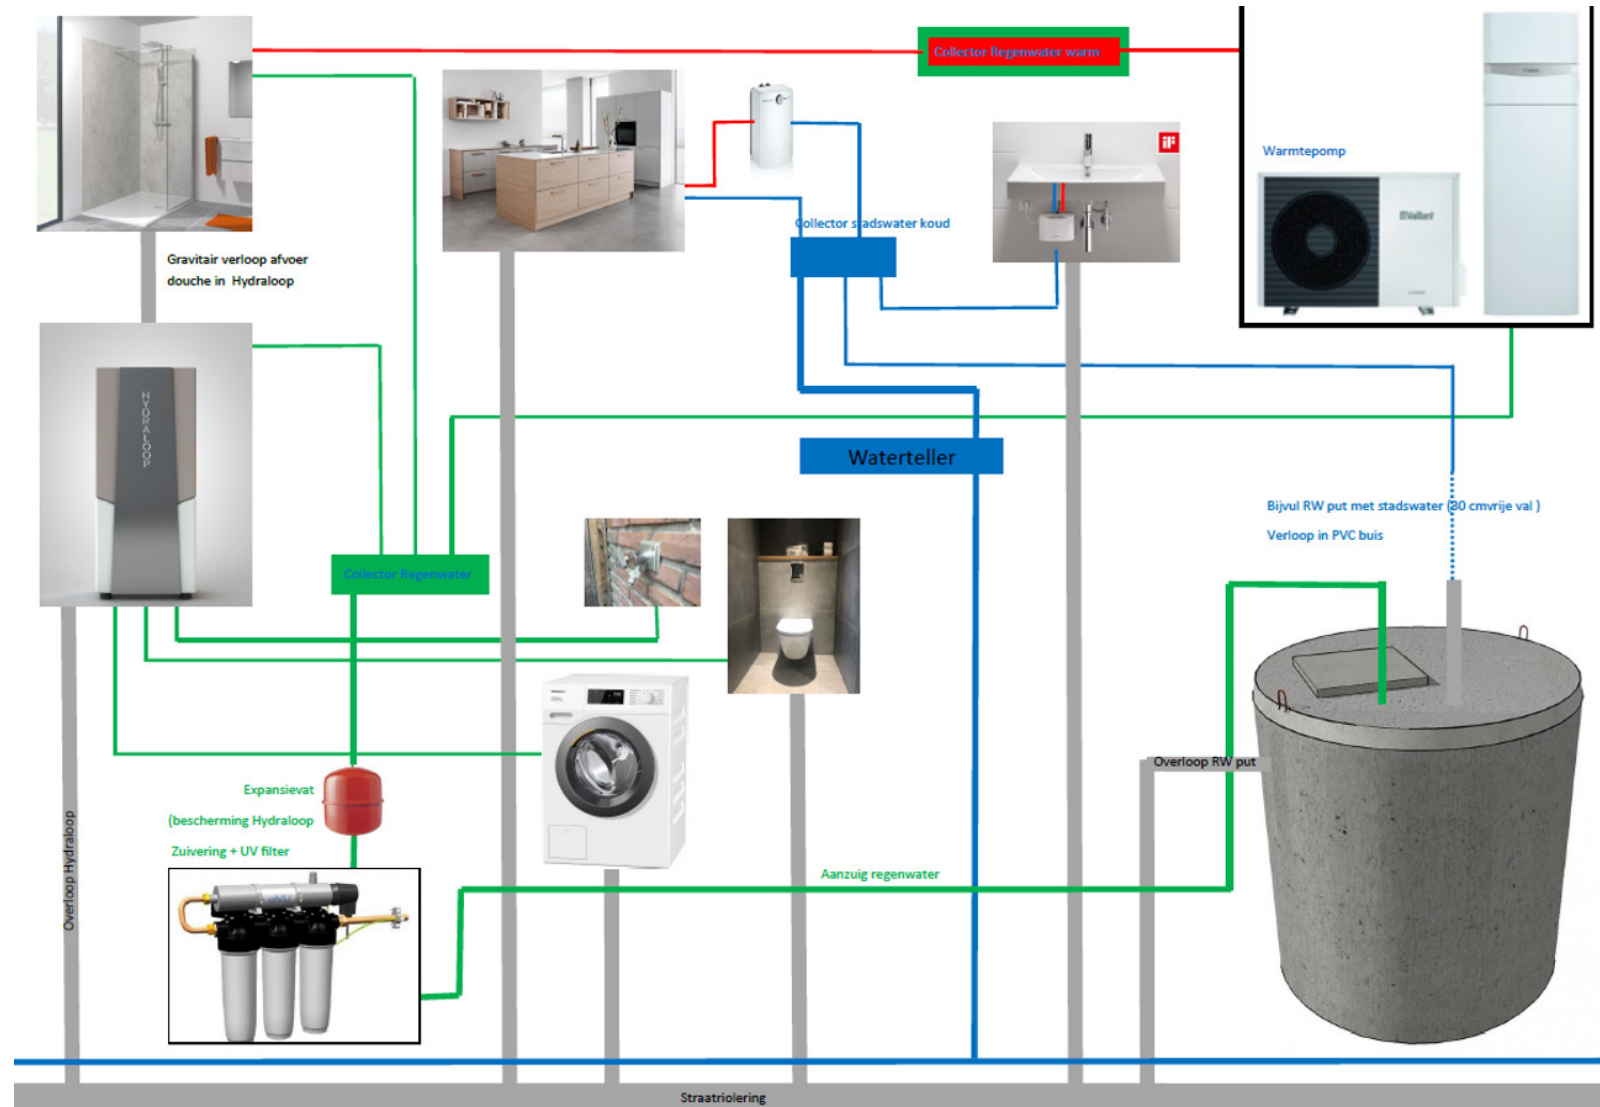 Collector Regenwater warm
Warmtepomp
Vaillant
Collector stadswater koud
Gravitair verloop afvoer
douche in Hydraloop
HYDRALOOP
Waterteller
Bijvul RW put met stadswater (30 cmvrije val )
Verloop in PVC buis
Collector Regenwater
Overloop RW put
Expansievat
(bescherming Hydraloop
Zuivering + UV filter
Aanzuig regenwater
Overloop Hydraloop
Straatriolering